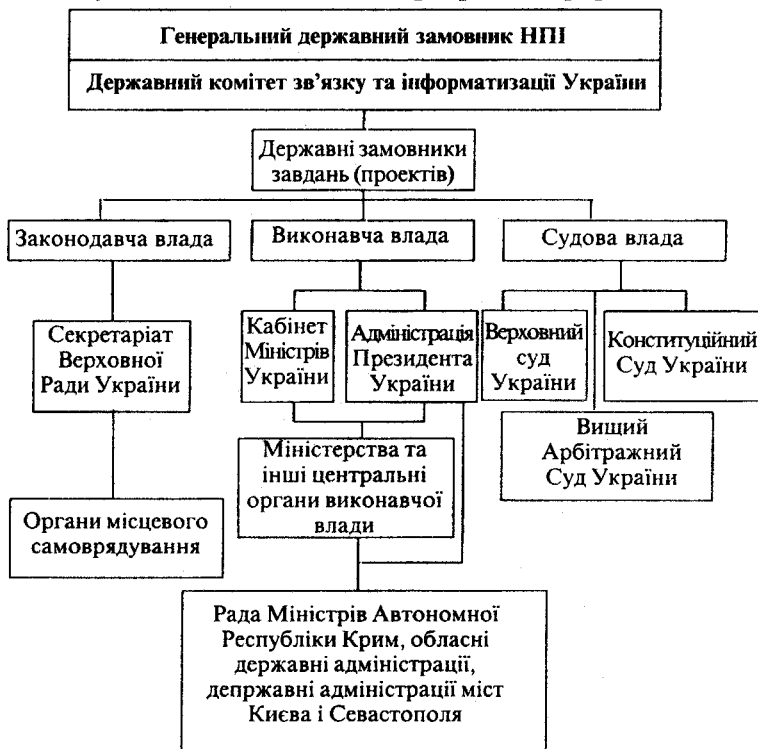 Генеральний державний замовник НПІ
Державний комітет зв'язку та інформатизації України
Державні замовники
завдань (проектів)
Законодавча влада
Виконавча влада
Судова влада
Секретаріат
Верховної
Ради України
Кабінет
Міністрів
України
Адміністрація
Президента
України
Верховний
суд
України
Конституційний
Суд України
Вищий
Арбітражний
Суд України
Міністерства та
інші центральні
органи виконавчої
влади
Органи місцевого
самоврядування
Рада Міністрів Автономної
Республіки Крим, обласні
державні адміністрації,
депржавні адміністрації міст
Києва і Севастополя